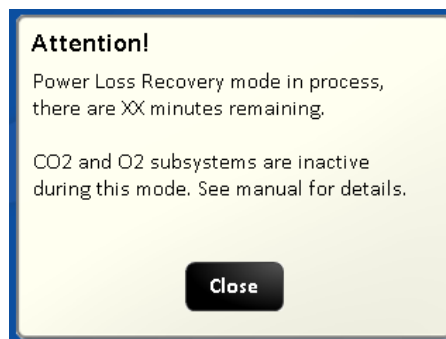 Attention!
Power Loss Recovery mode in process,
there are XX minutes remaining.
CO2 and O2 subsystems are inactive
during this mode. See manual for details.
Close